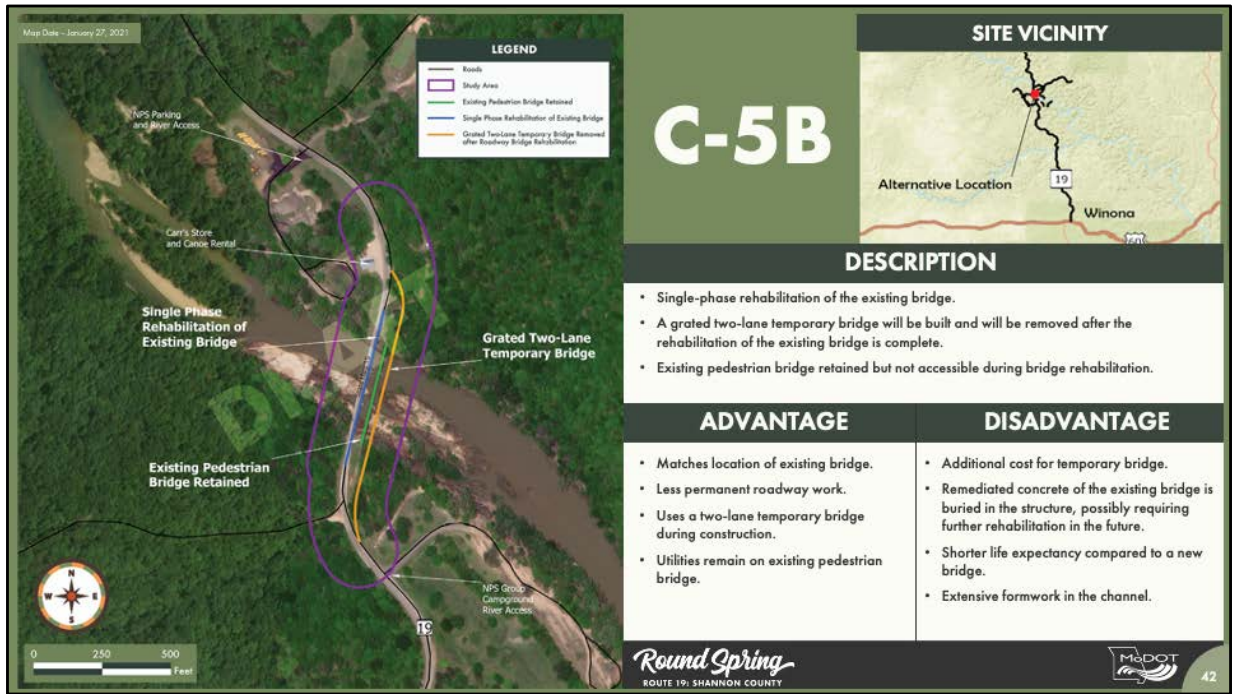 Map Date – January 27, 2021
LEGEND
Roads
Study Area
Existing Pedestrian Bridge Retained
Single Phase Rehabilitation of Existing Bridge
Grated Two-Lane Temporary Bridge Removed
after Roadway Bridge Rehabilitation
NPS Parking
and River Access
Carr's Store
and Canoe Rental
Single Phase
Rehabilitation of
Existing Bridge
Grated Two-Lane
Temporary Bridge
Existing Pedestrian
Bridge Retained
NPS Group
Campground
River Access
19
N
W
E
S
0 250 500
Feet
C-5B
SITE VICINITY
Alternative Location
19
Winona
60
DESCRIPTION
• Single-phase rehabilitation of the existing bridge.
• A grated two-lane temporary bridge will be built and will be removed after the
rehabilitation of the existing bridge is complete.
• Existing pedestrian bridge retained but not accessible during bridge rehabilitation.
ADVANTAGE
• Matches location of existing bridge.
• Less permanent roadway work.
• Uses a two-lane temporary bridge
during construction.
• Utilities remain on existing pedestrian
bridge.
DISADVANTAGE
• Additional cost for temporary bridge.
• Remediated concrete of the existing bridge is
buried in the structure, possibly requiring
further rehabilitation in the future.
• Shorter life expectancy compared to a new
bridge.
• Extensive formwork in the channel.
Round Spring
ROUTE 19: SHANNON COUNTY
MoDOT
42